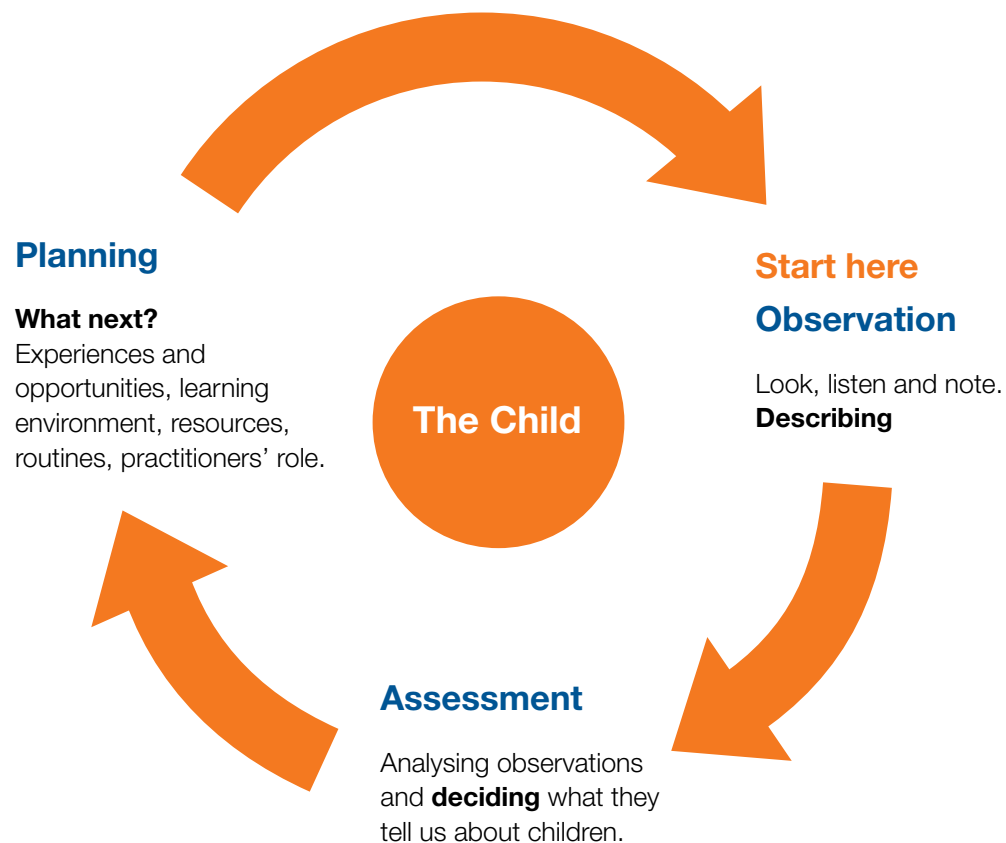 Planning
What next?
Experiences and
opportunities, learning
environment, resources,
routines, practitioners’ role.
The Child
Start here
Observation
Look, listen and note.
Describing
Assessment
Analysing observations
and deciding what they
tell us about children.